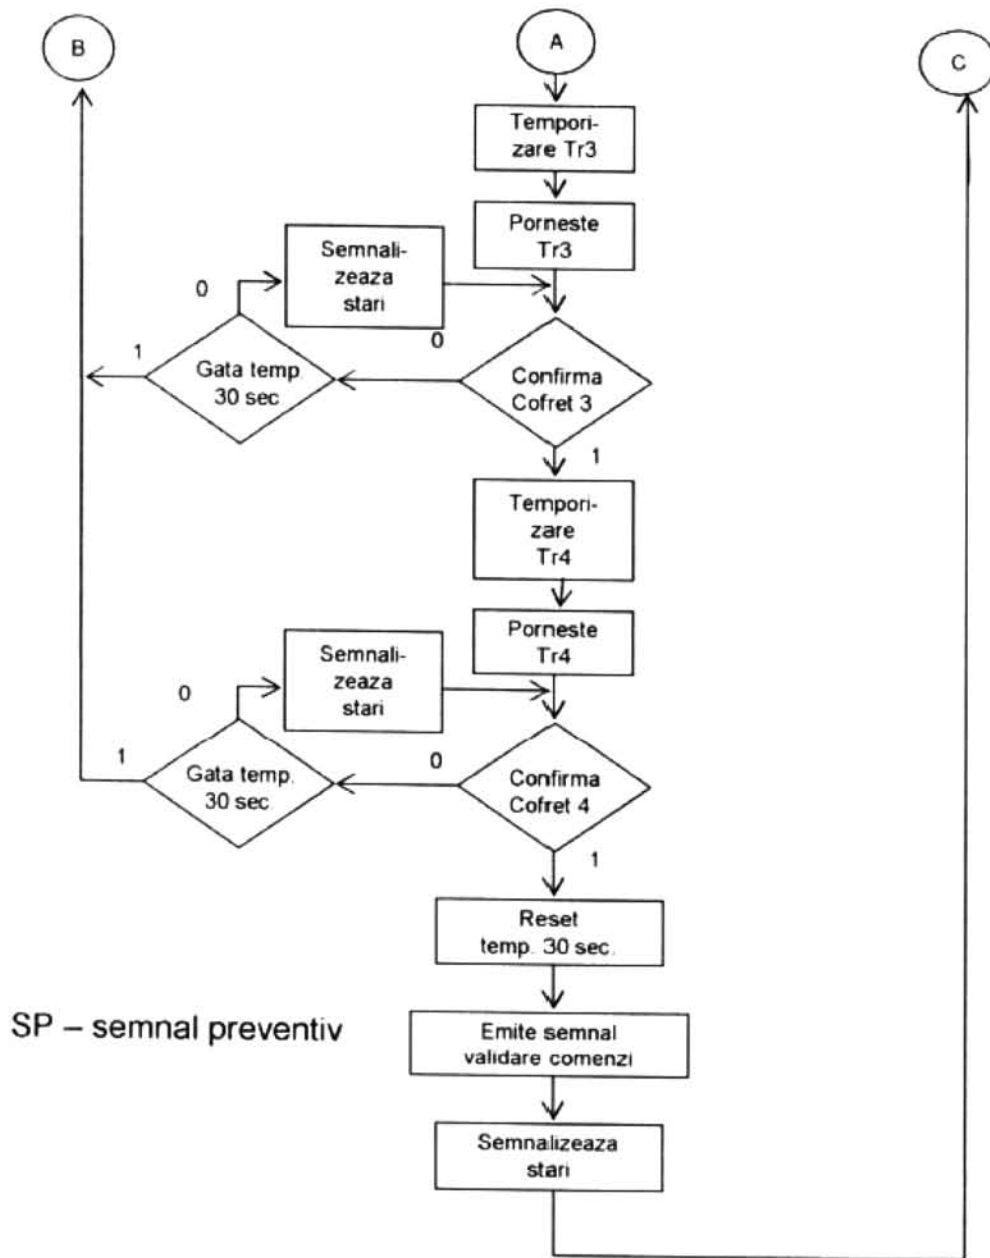 B
A
C
Tempori-
zare Tr3
Porneste
Tr3
Semnali-
zeaza
stari
0
0
1
Gata temp.
30 sec
Confirma
Cofret 3
1
Tempori-
zare
Tr4
Porneste
Tr4
Semnali-
zeaza
stari
0
0
1
Gata temp.
30 sec.
Confirma
Cofret 4
1
Reset
temp. 30 sec.
SP – semnal preventiv
Emite semnal
validare comenzi
Semnalizeaza
stari